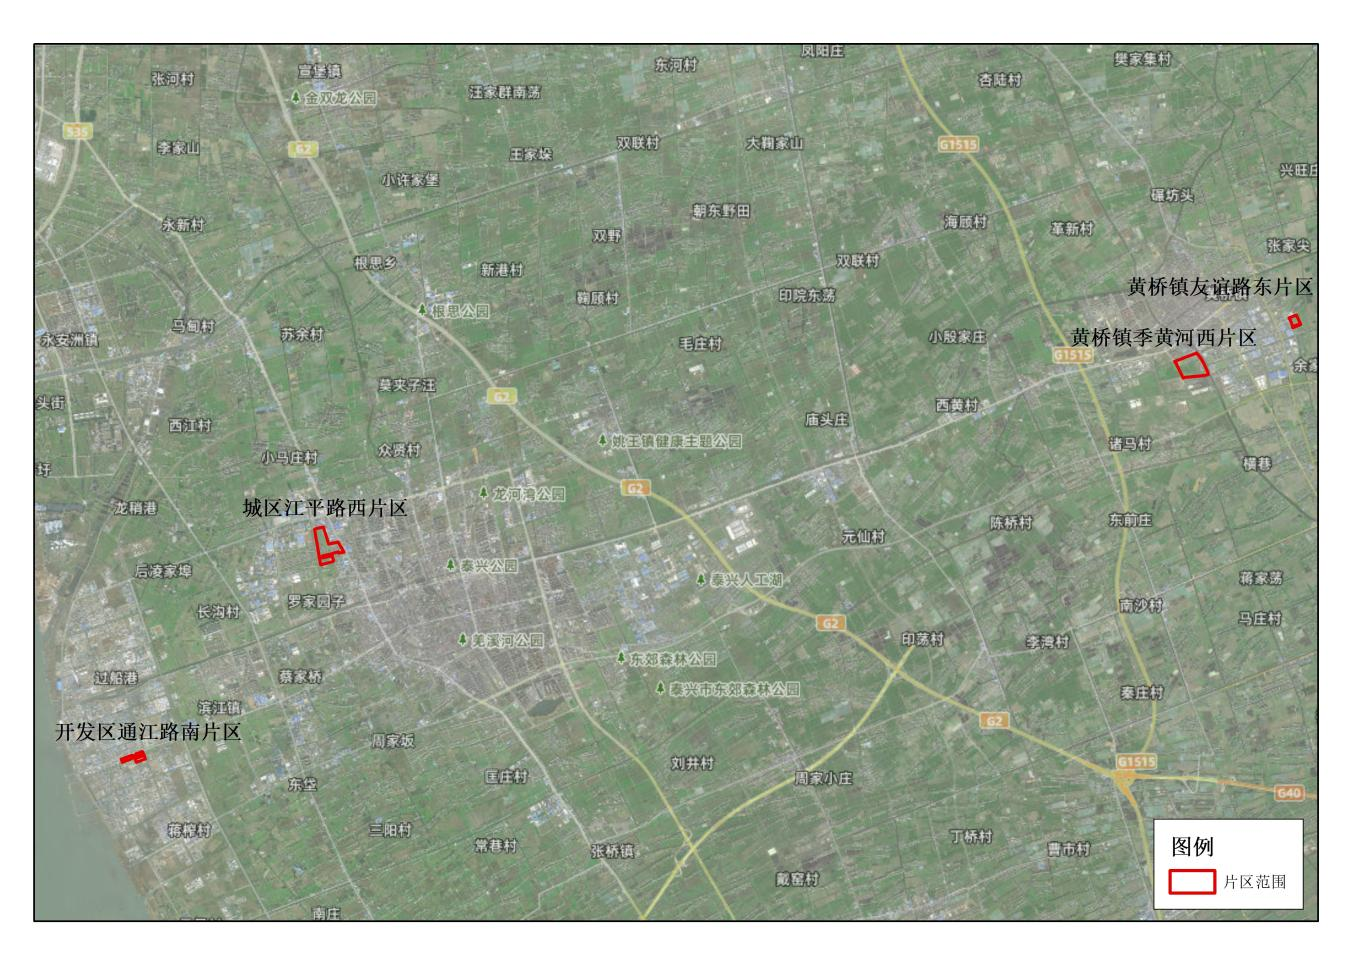 凤阳庄
樊家集村
东河村
宣堡镇
张河村
杏陆村
汪家群南荡
金双龙公园
S35
G2
李家山
王家垛
双联村
大鞠家山
G1515
兴旺庄
小许家堡
碾坊头
朝东野田
永新村
海顾村
革新村
双野
张家尖
根思乡
新港村
双联村
黄桥镇友谊路东片区
鞠顾村
印院东荡
根思公园
马甸村
苏余村
永安洲镇
毛庄村
小殷家庄
黄桥镇季黄河西片区
G1515
莫夹子汪
G2
头街
西黄村
西江村
庙头庄
姚王镇健康主题公园
诸马村
众贤村
小马庄村
横巷
圩
G2
龙河湾公园
龙稍港
城区江平路西片区
陈桥村
东前庄
元仙村
泰兴公园
后凌家埠
泰兴人工湖
蒋家荡
罗家园子
长沟村
南沙村
马庄村
G2
羌溪河公园
印荡村
李湾村
东郊森林公园
过船港
蔡家桥
泰兴市东郊森林公园
秦庄村
滨江镇
G2
开发区通江路南片区
周家坂
刘井村
G1515
匡庄村
周家小庄
东垈
G40
蒋榨村
三阳村
丁桥村
常巷村
张桥镇
曹市村
图例
戴窑村
片区范围
南庄